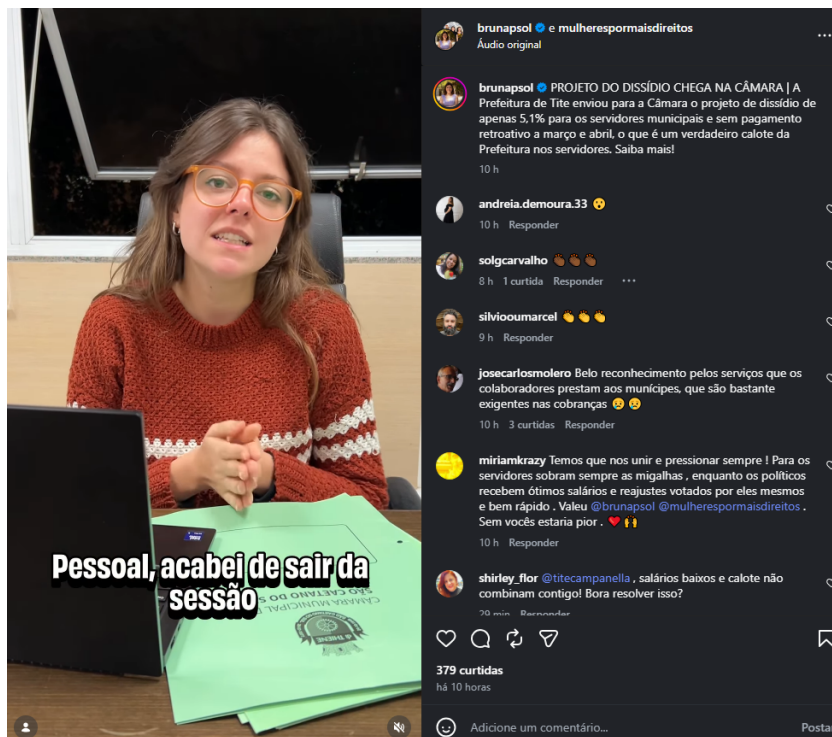 brunapsol e mulherespormaisdireitos
Áudio original
brunapsol PROJETO DO DISSÍDIO CHEGA NA CÂMARA | A
Prefeitura de Tite enviou para a Câmara o projeto de dissídio de
apenas 5,1% para os servidores municipais e sem pagamento
retroativo a março e abril, o que é um verdadeiro calote da
Prefeitura nos servidores. Saiba mais!
10 h
andreia.demoura.33 😮
10 h Responder
solgcarvalho 👏🏾👏🏾👏🏾
8 h 1 curtida Responder
silviooumarcel 👏👏👏
9 h Responder
josecarlosmolero Belo reconhecimento pelos serviços que os
colaboradores prestam aos munícipes, que são bastante
exigentes nas cobranças 😢 😢
10 h 3 curtidas Responder
miriamkrazy Temos que nos unir e pressionar sempre ! Para os
servidores sobram sempre as migalhas , enquanto os políticos
recebem ótimos salários e reajustes votados por eles mesmos
e bem rápido . Valeu @brunapsol @mulherespormaisdireitos .
Sem vocês estaria pior . ❤️ 🙌
10 h Responder
shirley_flor @titecampanella , salários baixos e calote não
combinam contigo! Bora resolver isso?
29 min Responder
379 curtidas
há 10 horas
Adicione um comentário...
Postar
Pessoal, acabei de sair da
sessão
CÂMARA MUNICIPAL DE
SÃO CAETANO DO S